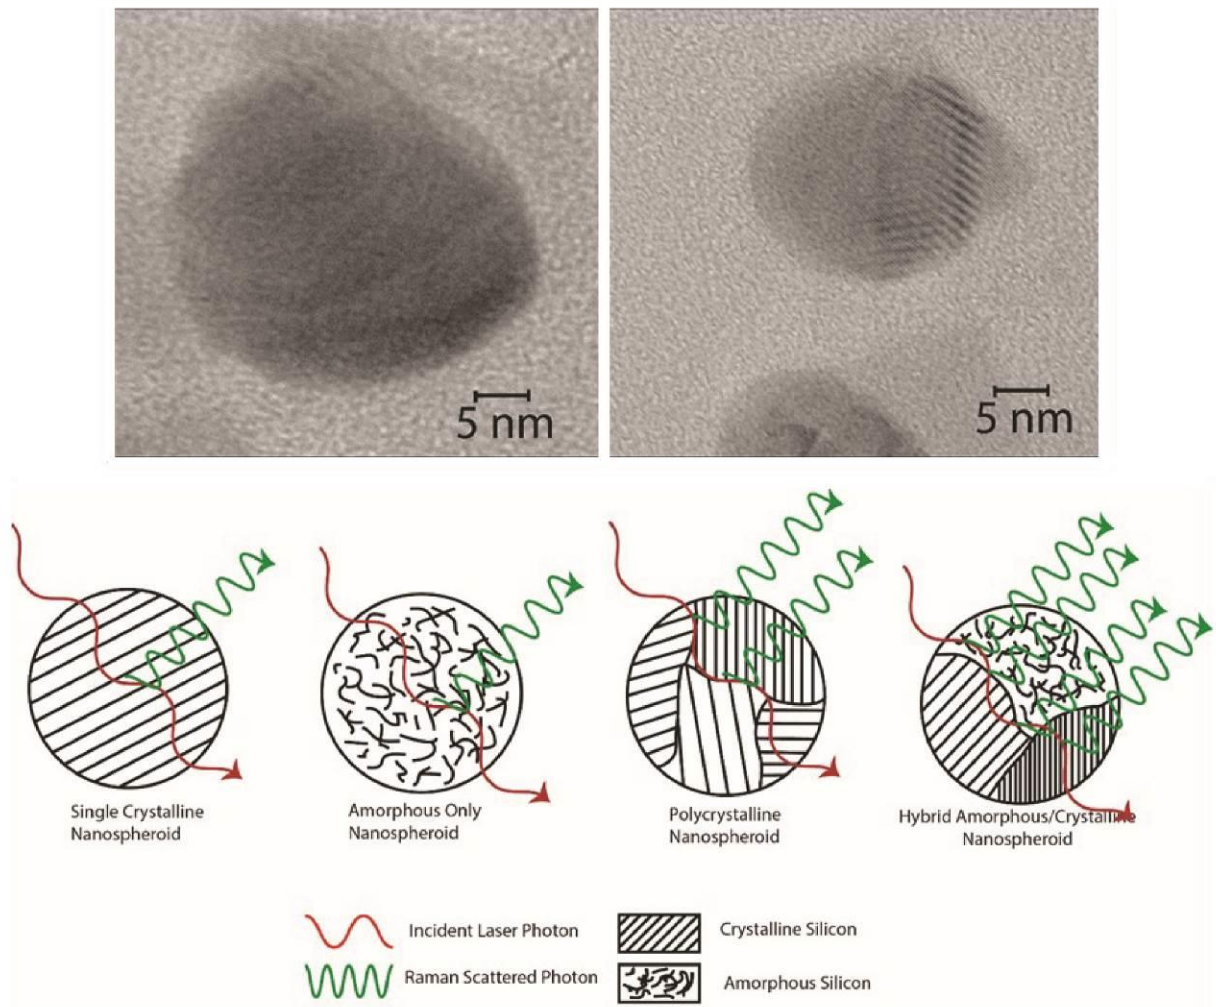 5 nm
5 nm
Single Crystalline
Nanospheroid
Amorphous Only
Nanospheroid
Polycrystalline
Nanospheroid
Hybrid Amorphous/Crystalline
Nanospheroid
Incident Laser Photon
Crystalline Silicon
Raman Scattered Photon
Amorphous Silicon